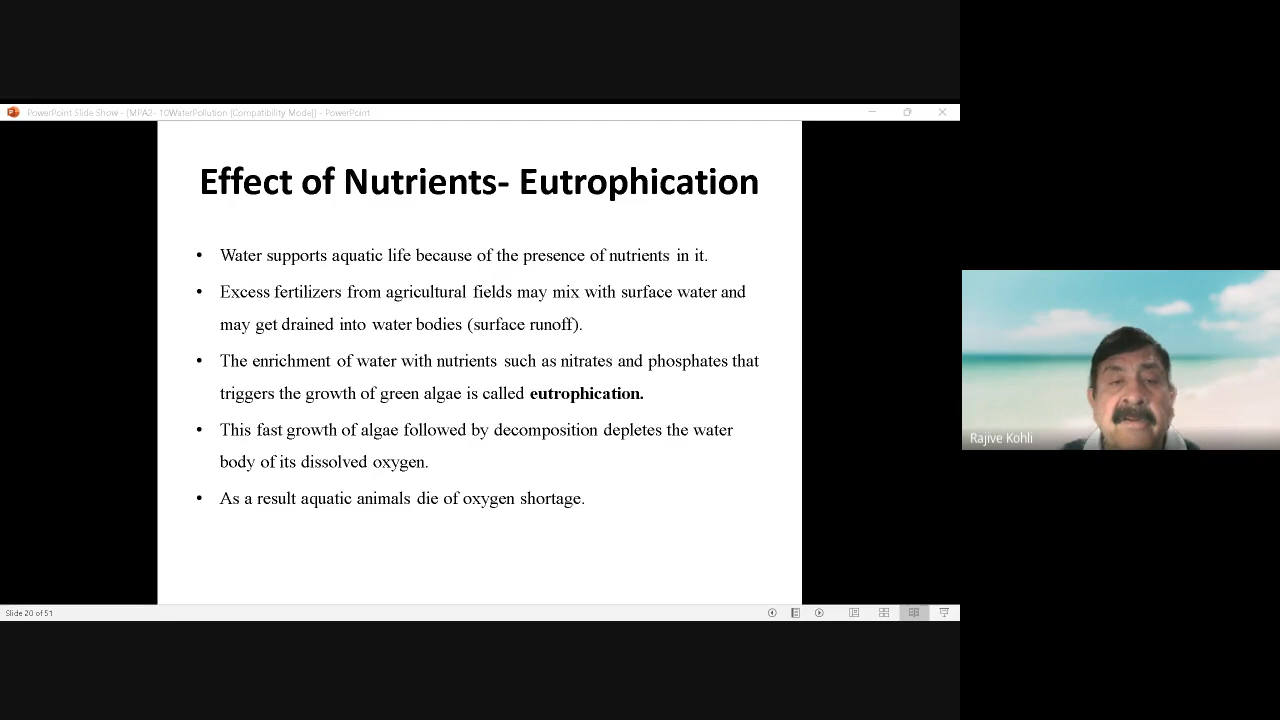 PowerPoint Slide Show - [MPA2- 10WaterPollution [Compatibility Mode]] - PowerPoint
Effect of Nutrients- Eutrophication
• Water supports aquatic life because of the presence of nutrients in it.
• Excess fertilizers from agricultural fields may mix with surface water and
may get drained into water bodies (surface runoff).
• The enrichment of water with nutrients such as nitrates and phosphates that
triggers the growth of green algae is called eutrophication.
• This fast growth of algae followed by decomposition depletes the water
body of its dissolved oxygen.
• As a result aquatic animals die of oxygen shortage.
Rajive Kohli
Slide 20 of 51